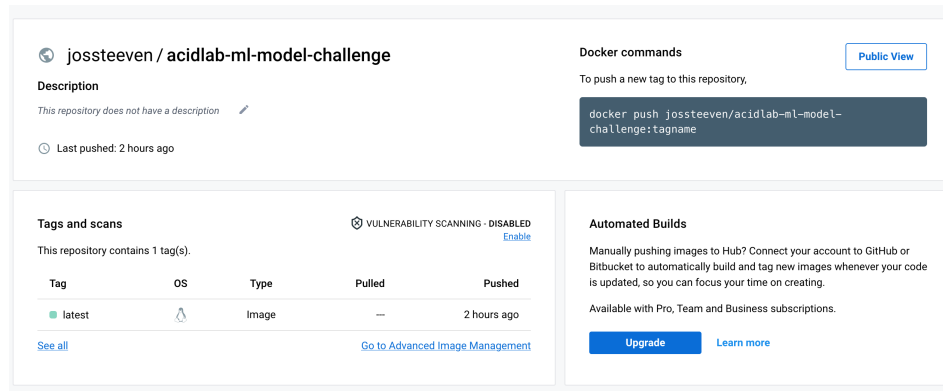 jossteeven / acidlab-ml-model-challenge
Description
This repository does not have a description
Last pushed: 2 hours ago
Docker commands
Public View
To push a new tag to this repository,
docker push jossteeven/acidlab-ml-model-
challenge:tagname
Tags and scans
VULNERABILITY SCANNING - DISABLED
Enable
This repository contains 1 tag(s).
Tag OS Type Pulled Pushed
latest Image --- 2 hours ago
See all Go to Advanced Image Management
Automated Builds
Manually pushing images to Hub? Connect your account to GitHub or
Bitbucket to automatically build and tag new images whenever your code
is updated, so you can focus your time on creating.
Available with Pro, Team and Business subscriptions.
Upgrade Learn more